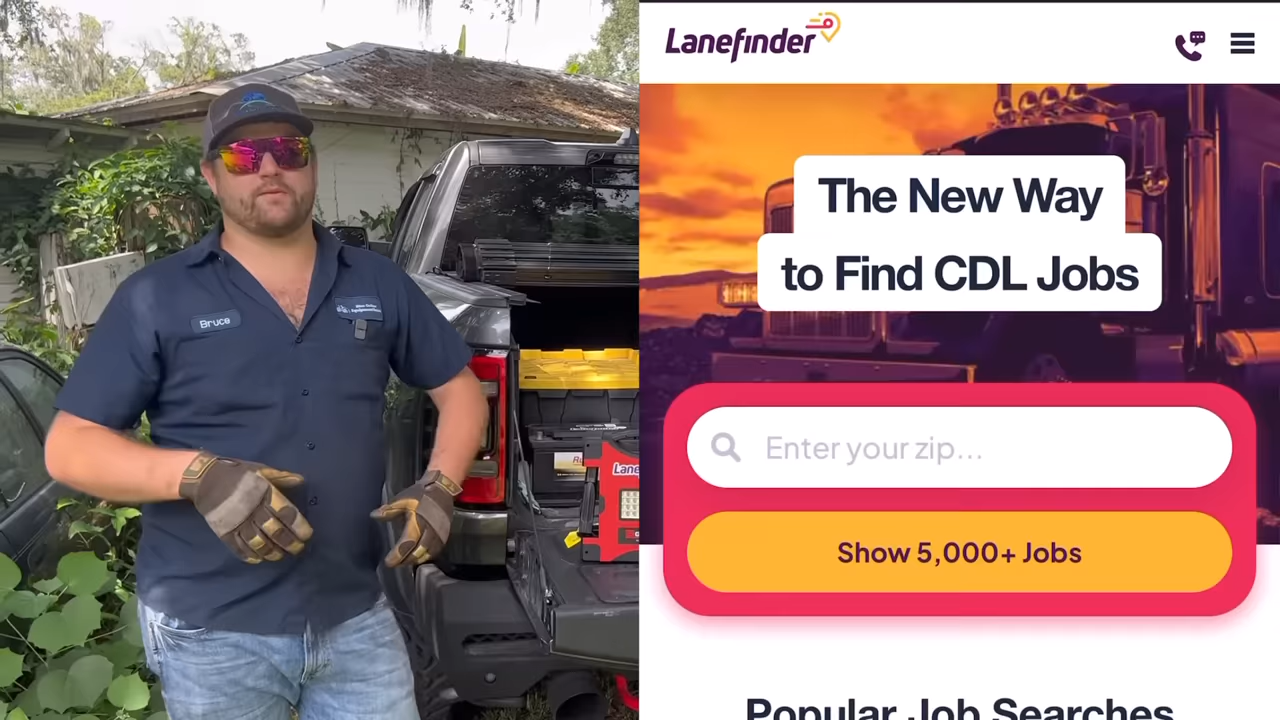 Bruce
Lanefinder
The New Way
to Find CDL Jobs
Enter your zip...
Show 5,000+ Jobs
Popular Job Searches
Lane